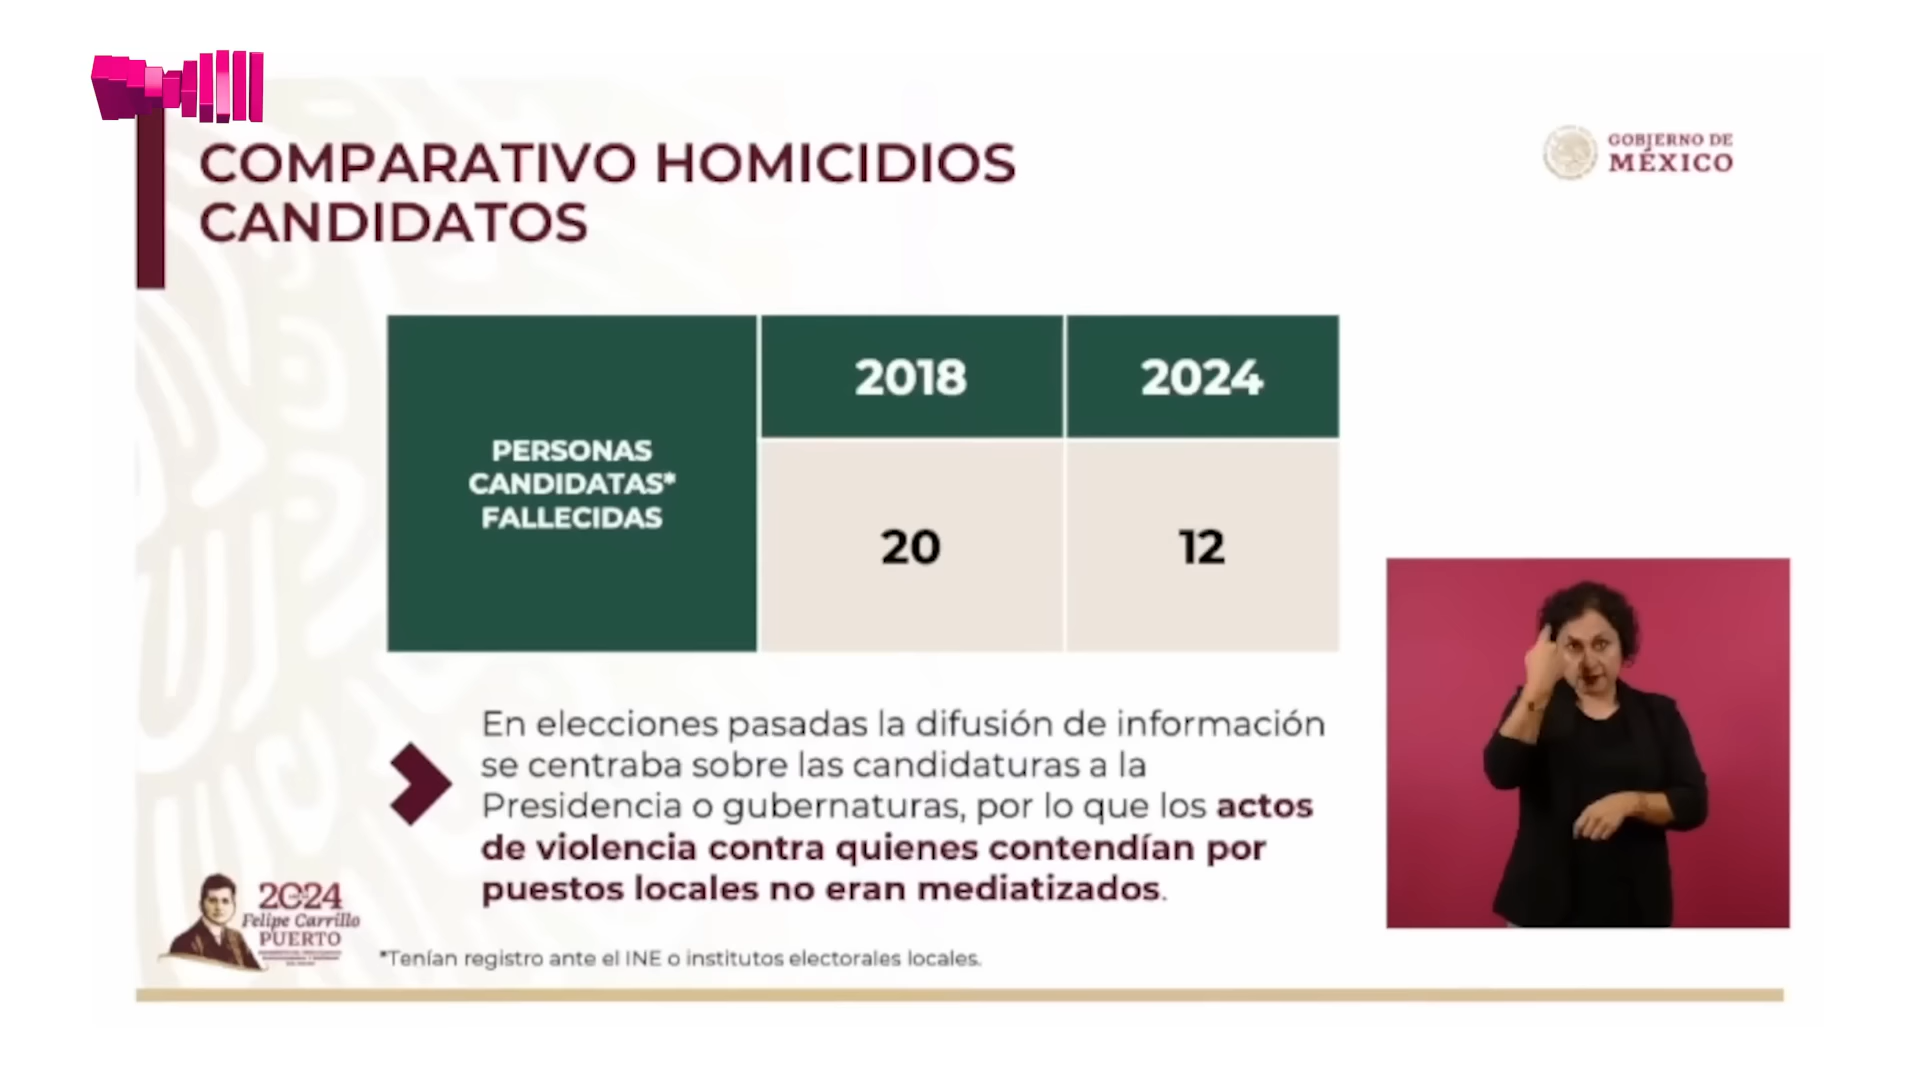 COMPARATIVO HOMICIDIOS
CANDIDATOS
GOBIERNO DE
MÉXICO
2018
2024
PERSONAS
CANDIDATAS*
FALLECIDAS
20
12
En elecciones pasadas la difusión de información
se centraba sobre las candidaturas a la
Presidencia o gubernaturas, por lo que los actos
de violencia contra quienes contendían por
puestos locales no eran mediatizados.
2024
Felipe Carrillo
PUERTO
*Tenían registro ante el INE o institutos electorales locales.